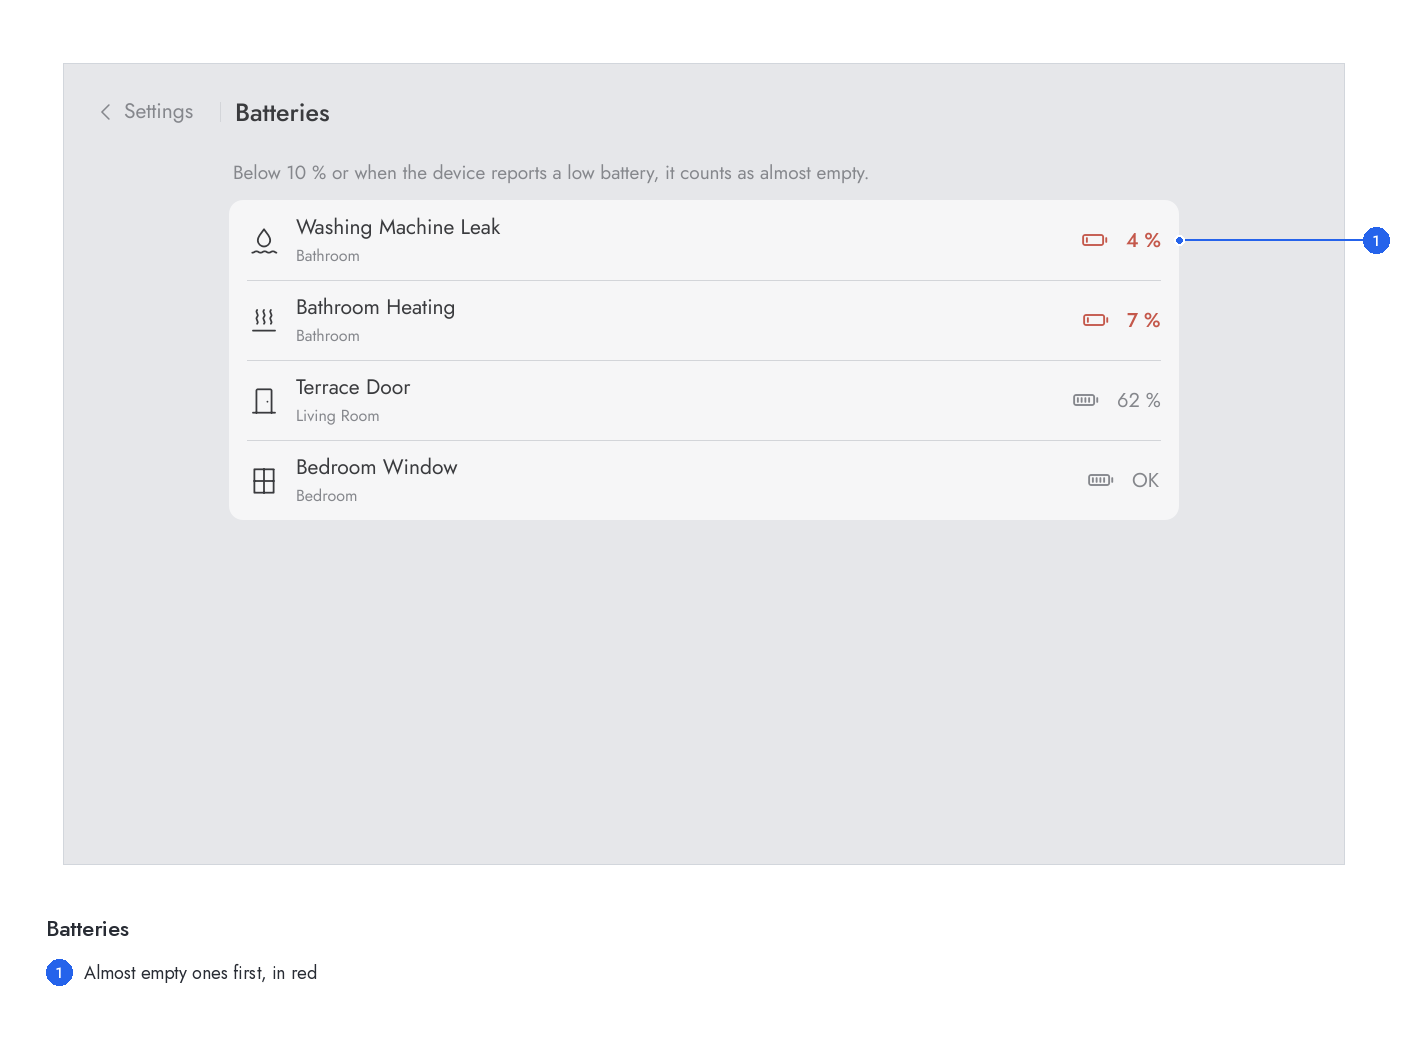 Settings
Batteries
Below 10 % or when the device reports a low battery, it counts as almost empty.
Washing Machine Leak
Bathroom
4 %
1
Bathroom Heating
Bathroom
7 %
Terrace Door
Living Room
62 %
Bedroom Window
Bedroom
OK
Batteries
1 Almost empty ones first, in red